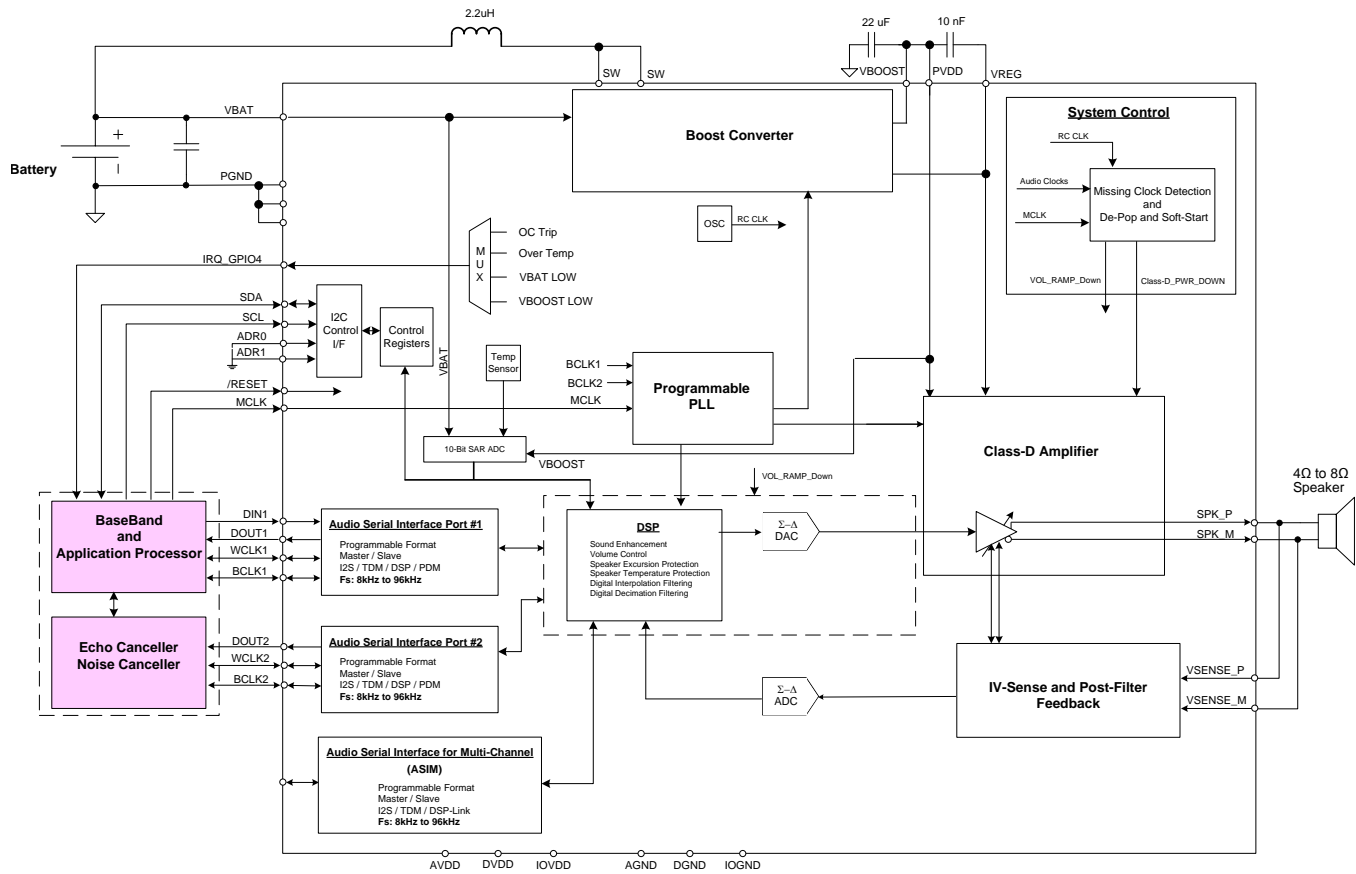 2.2uH
22 uF
10 nF
SW
SW
VBOOST
PVDD
VREG
VBAT
Battery
+
PGND
Boost Converter
System Control
RC CLK
Audio Clocks
MCLK
Missing Clock Detection
and
De-Pop and Soft-Start
VOL_RAMP_Down
Class-D_PWR_DOWN
OSC
RC CLK
MUX
OC Trip
Over Temp
VBAT LOW
VBOOST LOW
IRQ_GPIO4
SDA
SCL
ADR0
ADR1
/RESET
MCLK
I2C
Control
I/F
Control
Registers
VBAT
Temp
Sensor
10-Bit SAR ADC
VBOOST
BCLK1
BCLK2
MCLK
Programmable
PLL
Class-D Amplifier
4Ω to 8Ω
Speaker
SPK_P
SPK_M
VOL_RAMP_Down
BaseBand
and
Application Processor
DIN1
DOUT1
WCLK1
BCLK1
Audio Serial Interface Port #1
Programmable Format
Master / Slave
I2S / TDM / DSP / PDM
Fs: 8kHz to 96kHz
DSP
Sound Enhancement
Volume Control
Speaker Excursion Protection
Speaker Temperature Protection
Digital Interpolation Filtering
Digital Decimation Filtering
Σ–Δ
DAC
Echo Canceller
Noise Canceller
DOUT2
WCLK2
BCLK2
Audio Serial Interface Port #2
Programmable Format
Master / Slave
I2S / TDM / DSP / PDM
Fs: 8kHz to 96kHz
Σ–Δ
ADC
IV-Sense and Post-Filter
Feedback
VSENSE_P
VSENSE_M
Audio Serial Interface for Multi-Channel
(ASIM)
Programmable Format
Master / Slave
I2S / TDM / DSP-Link
Fs: 8kHz to 96kHz
AVDD
DVDD
IOVDD
AGND
DGND
IOGND